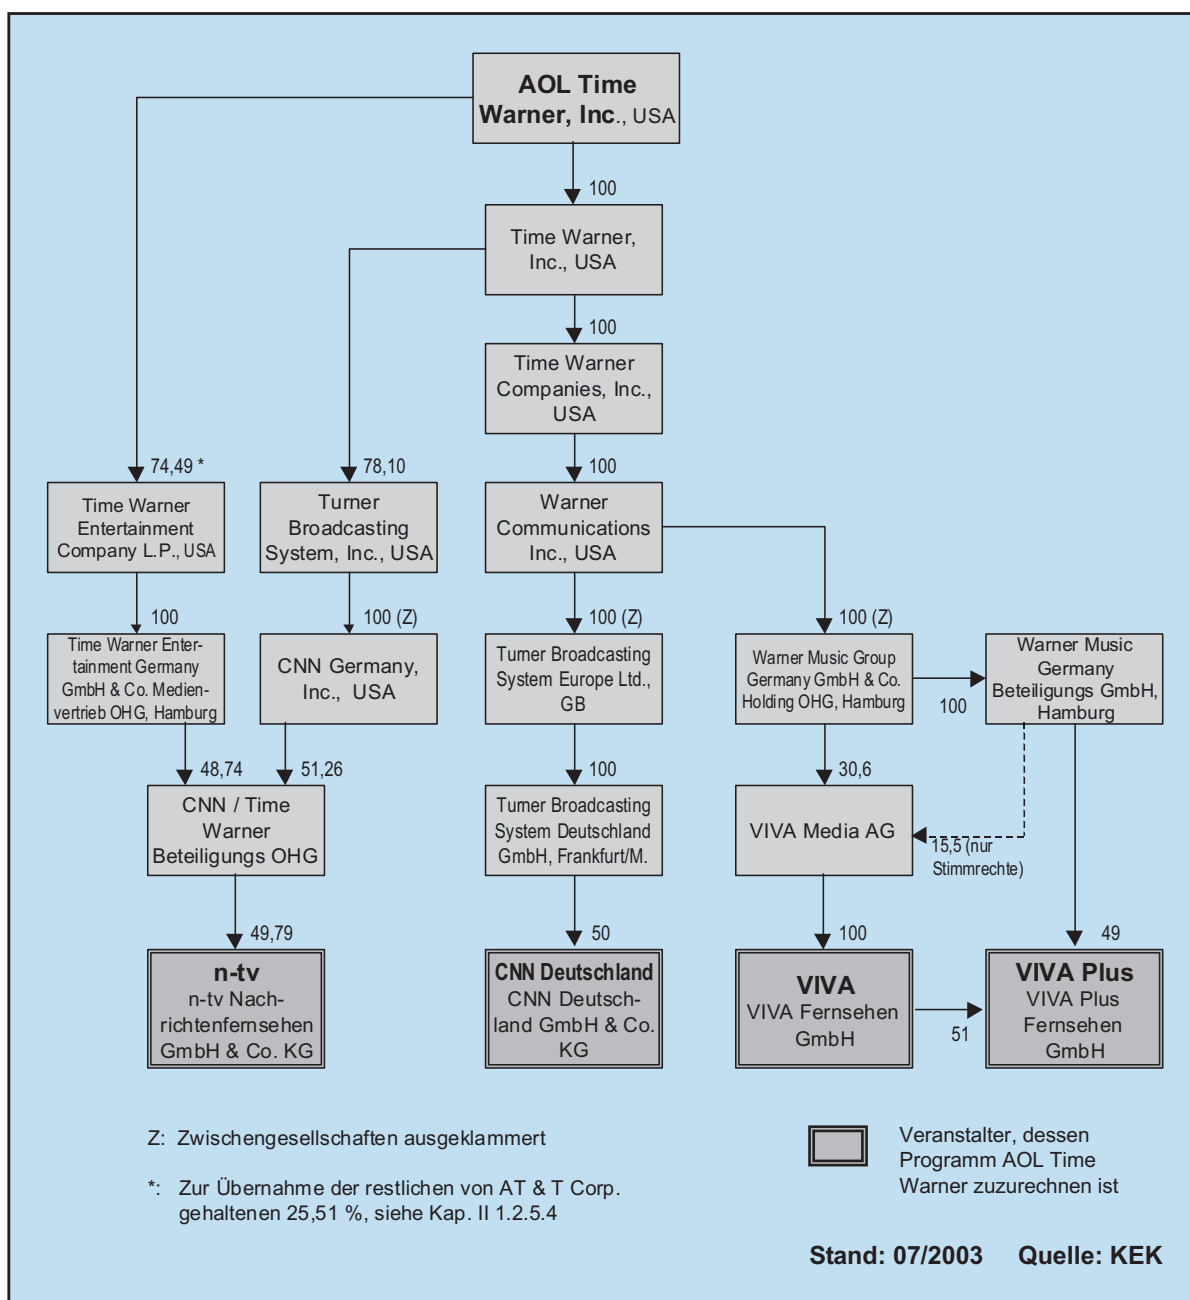 AOL Time
Warner, Inc., USA
100
Time Warner,
Inc., USA
100
Time Warner
Companies, Inc.,
USA
74,49 *
78,10
100
Time Warner
Entertainment
Company L.P., USA
Turner
Broadcasting
System, Inc., USA
Warner
Communications
Inc., USA
100
100 (Z)
100 (Z)
100 (Z)
Time Warner Enter-
tainment Germany
GmbH & Co. Medien-
vertrieb OHG, Hamburg
CNN Germany,
Inc., USA
Turner Broadcasting
System Europe Ltd.,
GB
Warner Music Group
Germany GmbH & Co.
Holding OHG, Hamburg
100
Warner Music
Germany
Beteiligungs GmbH,
Hamburg
48,74
51,26
100
30,6
CNN / Time
Warner
Beteiligungs OHG
Turner Broadcasting
System Deutschland
GmbH, Frankfurt/M.
VIVA Media AG
15,5 (nur
Stimmrechte)
49,79
50
100
49
n-tv
n-tv Nach-
richtenfernsehen
GmbH & Co. KG
CNN Deutschland
CNN Deutsch-
land GmbH & Co.
KG
VIVA
VIVA Fernsehen
GmbH
51
VIVA Plus
VIVA Plus
Fernsehen
GmbH
Z: Zwischengesellschaften ausgeklammert
*: Zur Übernahme der restlichen von AT & T Corp.
gehaltenen 25,51 %, siehe Kap. II 1.2.5.4
Veranstalter, dessen
Programm AOL Time
Warner zuzurechnen ist
Stand: 07/2003 Quelle: KEK